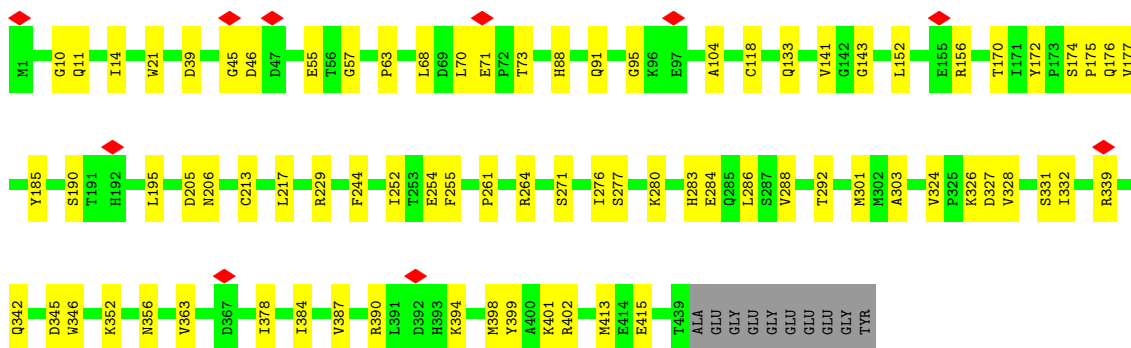 M1 G10 Q11 I14 W21 D39 G45 D46 D47 E55 T56 G57 P63 L68 D69 L70 E71 P72 T73 H88 Q91 G95 K96 E97 A104 C118 Q133 V141 G142 G143 L152 E155 R156 T170 I171 Y172 P173 S174 P175 Q176 V177
Y185 S190 T191 H192 L195 D205 N206 C213 L217 R229 F244 I252 T253 E254 F255 P261 R264 S271 I276 S277 K280 H283 E284 Q285 L286 S287 V288 T292 M301 M302 A303 V324 P325 K326 D327 V328 S331 I332 R339
Q342 D345 W346 K352 N356 V363 D367 I378 I384 V387 R390 L391 D392 H393 K394 M398 Y399 A400 K401 R402 M413 E414 E415 T439 ALA GLU GLY GLU GLY GLU GLU GLU GLY TYR